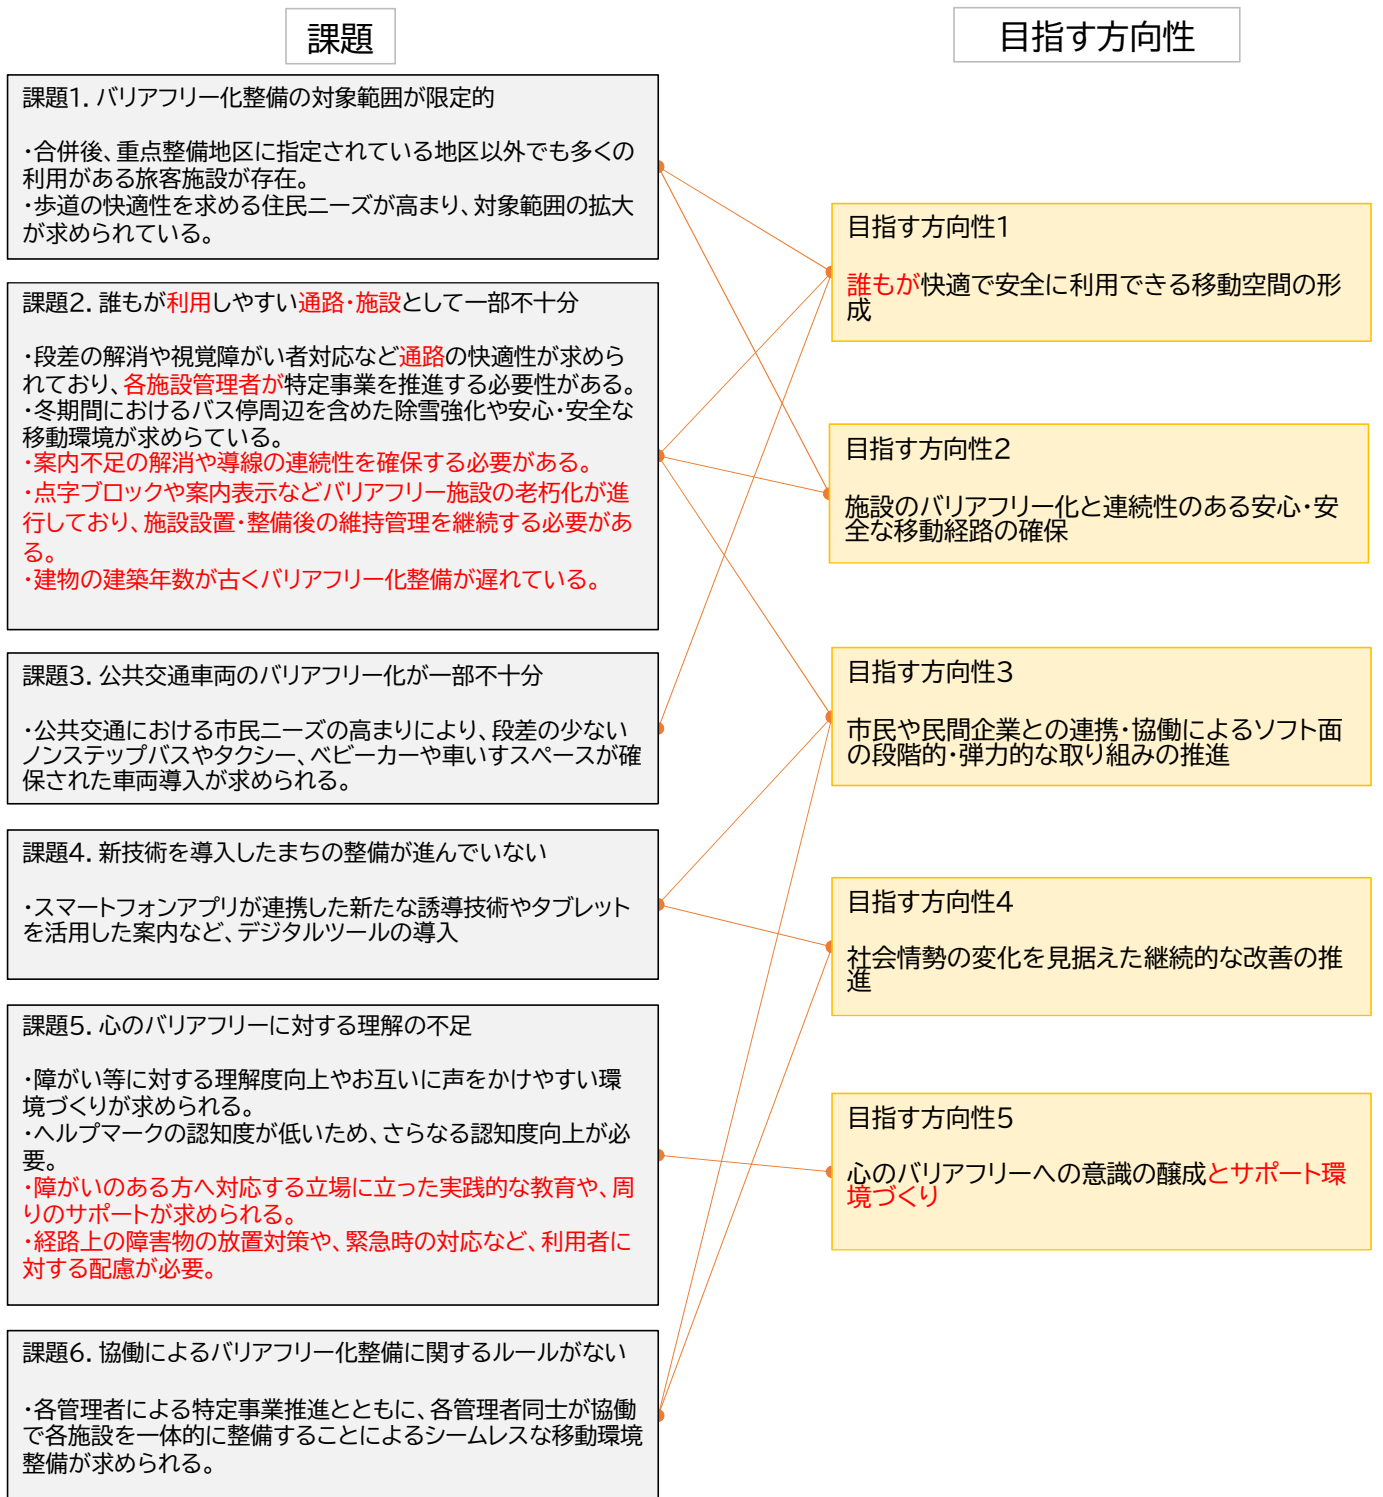 課題
目指す方向性
課題1．バリアフリー化整備の対象範囲が限定的
・合併後、重点整備地区に指定されている地区以外でも多くの
利用がある旅客施設が存在。
・歩道の快適性を求める住民ニーズが高まり、対象範囲の拡大
が求められている。
課題2．誰もが利用しやすい通路・施設として一部不十分
・段差の解消や視覚障がい者対応など通路の快適性が求めら
れており、各施設管理者が特定事業を推進する必要性がある。
・冬期間におけるバス停周辺を含めた除雪強化や安心・安全な
移動環境が求めらている。
・案内不足の解消や導線の連続性を確保する必要がある。
・点字ブロックや案内表示などバリアフリー施設の老朽化が進
行しており、施設設置・整備後の維持管理を継続する必要があ
る。
・建物の建築年数が古くバリアフリー化整備が遅れている。
課題3．公共交通車両のバリアフリー化が一部不十分
・公共交通における市民ニーズの高まりにより、段差の少ない
ノンステップバスやタクシー、ベビーカーや車いすスペースが確
保された車両導入が求められる。
課題4．新技術を導入したまちの整備が進んでいない
・スマートフォンアプリが連携した新たな誘導技術やタブレット
を活用した案内など、デジタルツールの導入
課題5．心のバリアフリーに対する理解の不足
・障がい等に対する理解度向上やお互いに声をかけやすい環
境づくりが求められる。
・ヘルプマークの認知度が低いため、さらなる認知度向上が必
要。
・障がいのある方へ対応する立場に立った実践的な教育や、周
りのサポートが求められる。
・経路上の障害物の放置対策や、緊急時の対応など、利用者に
対する配慮が必要。
課題6．協働によるバリアフリー化整備に関するルールがない
・各管理者による特定事業推進とともに、各管理者同士が協働
で各施設を一体的に整備することによるシームレスな移動環境
整備が求められる。
目指す方向性1
誰もが快適で安全に利用できる移動空間の形
成
目指す方向性2
施設のバリアフリー化と連続性のある安心・安
全な移動経路の確保
目指す方向性3
市民や民間企業との連携・協働によるソフト面
の段階的・弾力的な取り組みの推進
目指す方向性4
社会情勢の変化を見据えた継続的な改善の推
進
目指す方向性5
心のバリアフリーへの意識の醸成とサポート環
境づくり